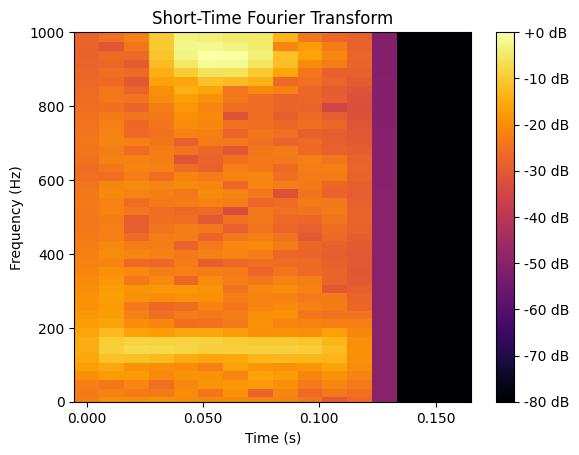 Short-Time Fourier Transform
Frequency (Hz)
1000
800
600
400
200
0
0.000
0.050
0.100
0.150
Time (s)
+0 dB
-10 dB
-20 dB
-30 dB
-40 dB
-50 dB
-60 dB
-70 dB
-80 dB